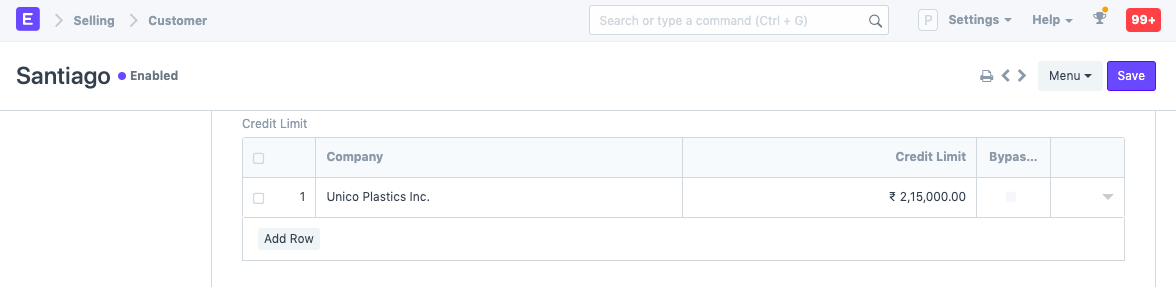 E Selling Customer Search or type a command (Ctrl + G) P Settings Help 99+
Santiago Enabled Menu Save
Credit Limit
Company Credit Limit Bypas...
1 Unico Plastics Inc. ₹ 2,15,000.00
Add Row